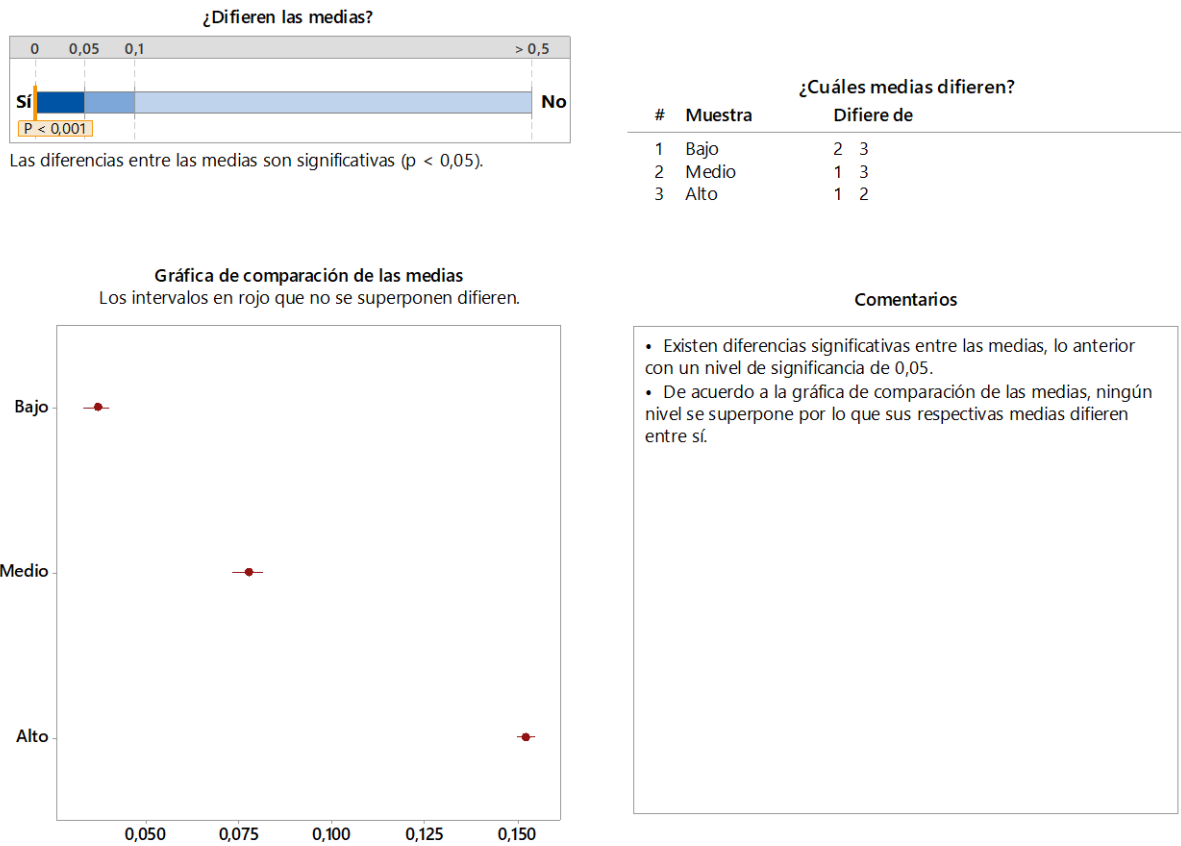 ¿Difieren las medias?
0 0,05 0,1 > 0,5
Sí No
P < 0,001
Las diferencias entre las medias son significativas (p < 0,05).
¿Cuáles medias difieren?
# Muestra Difiere de
1 Bajo 2 3
2 Medio 1 3
3 Alto 1 2
Gráfica de comparación de las medias
Los intervalos en rojo que no se superponen difieren.
Bajo
Medio
Alto
0,050 0,075 0,100 0,125 0,150
Comentarios
• Existen diferencias significativas entre las medias, lo anterior
con un nivel de significancia de 0,05.
• De acuerdo a la gráfica de comparación de las medias, ningún
nivel se superpone por lo que sus respectivas medias difieren
entre sí.